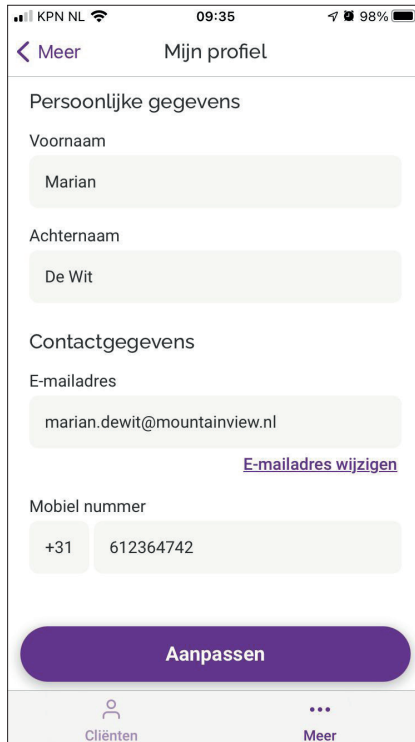 KPN NL 09:35 98%
Meer Mijn profiel
Persoonlijke gegevens
Voornaam
Marian
Achternaam
De Wit
Contactgegevens
E-mailadres
marian.dewit@mountainview.nl
E-mailadres wijzigen
Mobiel nummer
+31 612364742
Aanpassen
Cliënten Meer